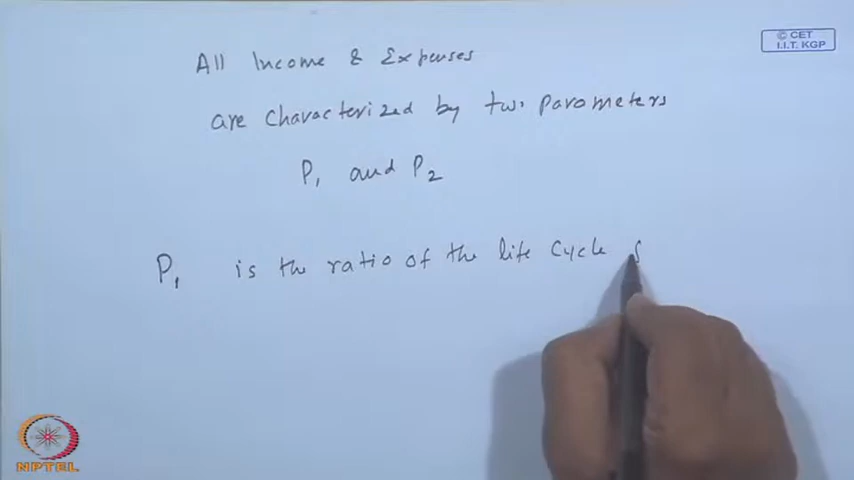 © CET
I.I.T. KGP
All Income & Expenses
are characterized by two parameters
P₁ and P₂
P₁ is the ratio of the life cycle
NPTEL